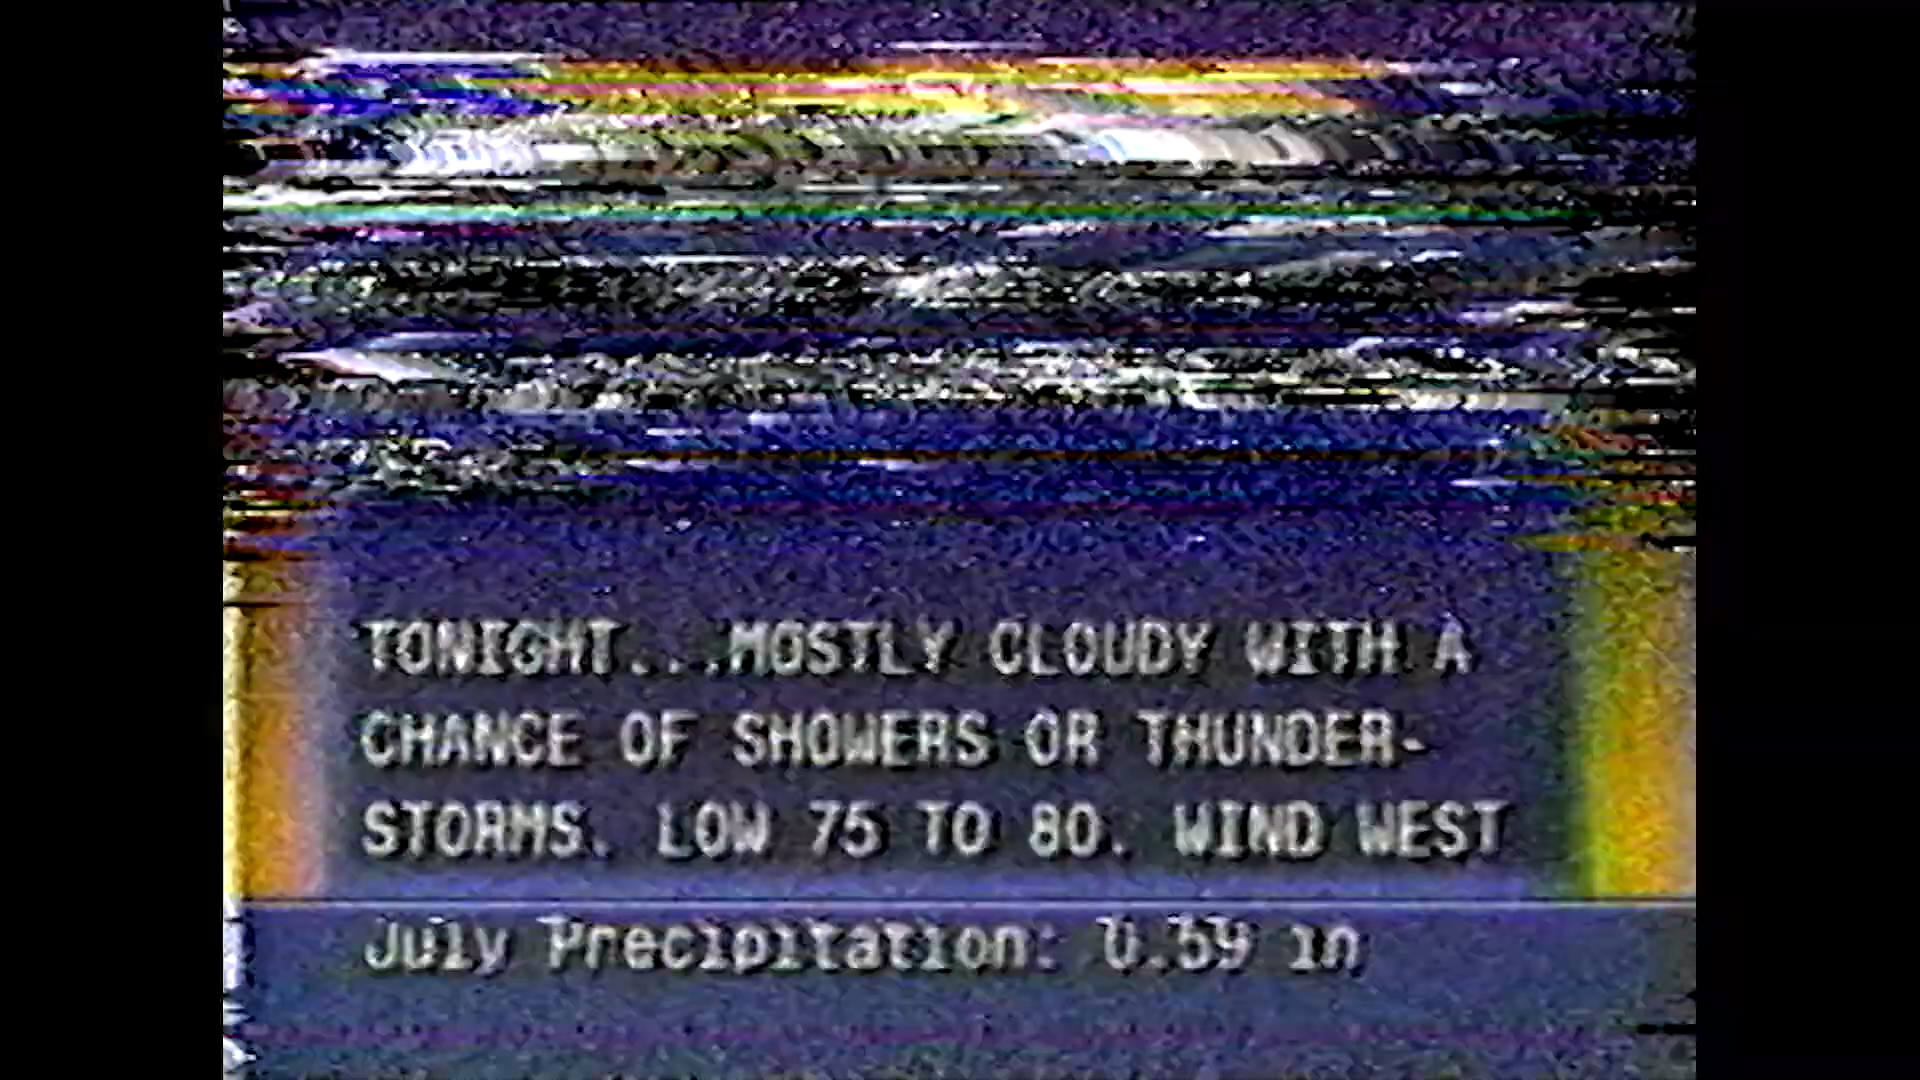 TONIGHT...MOSTLY CLOUDY WITH A
CHANCE OF SHOWERS OR THUNDER-
STORMS. LOW 75 TO 80. WIND WEST
July Precipitation: 0.59 in